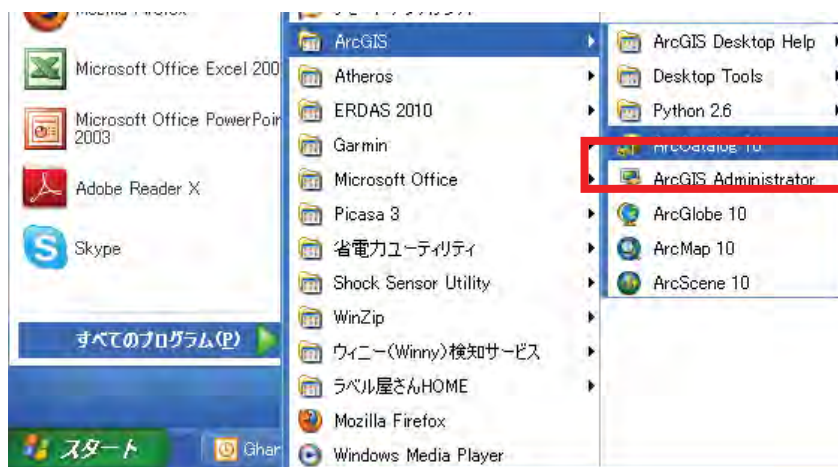 Microsoft Office Excel 200
Microsoft Office PowerPoin
2003
Adobe Reader X
Skype
すべてのプログラム(P)
スタート
Ghar
ArcGIS
Atheros
ERDAS 2010
Garmin
Microsoft Office
Picasa 3
省電力ユーティリティ
Shock Sensor Utility
WinZip
ウィニー(Winny)検知サービス
ラベル屋さんHOME
Mozilla Firefox
Windows Media Player
ArcGIS Desktop Help
Desktop Tools
Python 2.6
ArcCatalog 10
ArcGIS Administrator
ArcGlobe 10
ArcMap 10
ArcScene 10